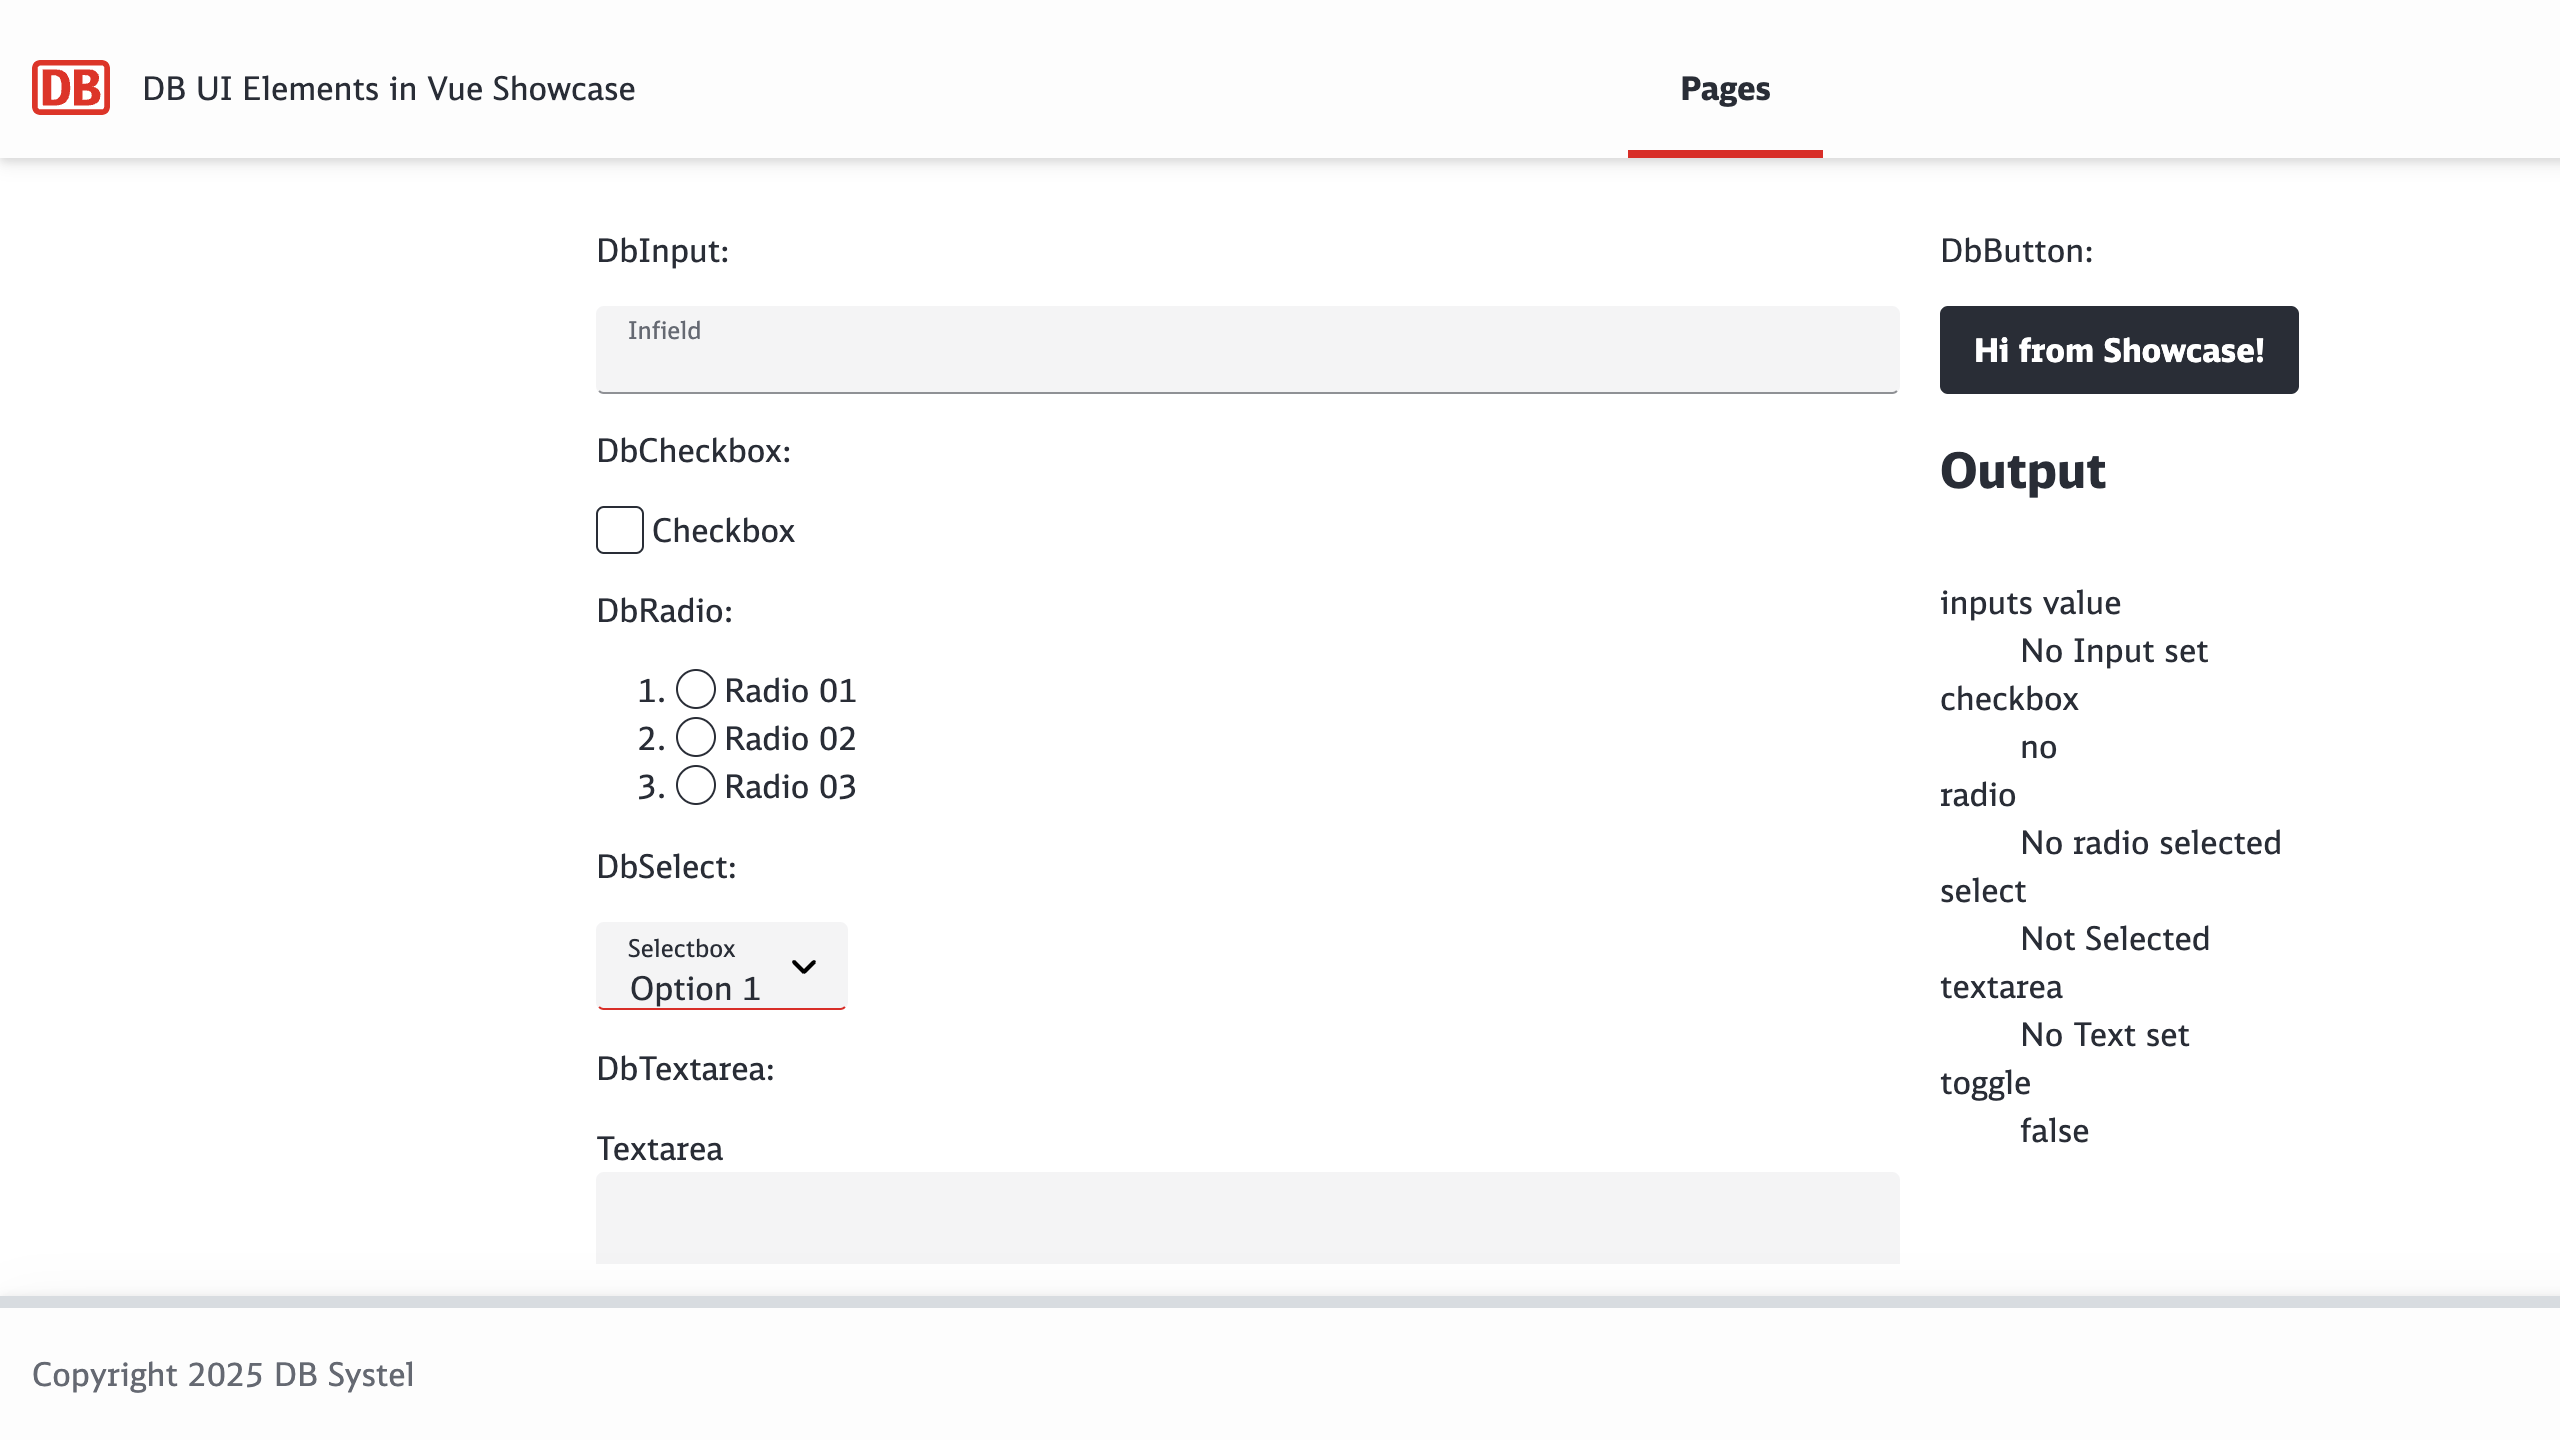 DB
DB UI Elements in Vue Showcase
Pages
DbInput:
Infield
DbCheckbox:
Checkbox
DbRadio:
1. Radio 01
2. Radio 02
3. Radio 03
DbSelect:
Selectbox
Option 1
DbTextarea:
Textarea
DbButton:
Hi from Showcase!
Output
inputs value
No Input set
checkbox
no
radio
No radio selected
select
Not Selected
textarea
No Text set
toggle
false
Copyright 2025 DB Systel